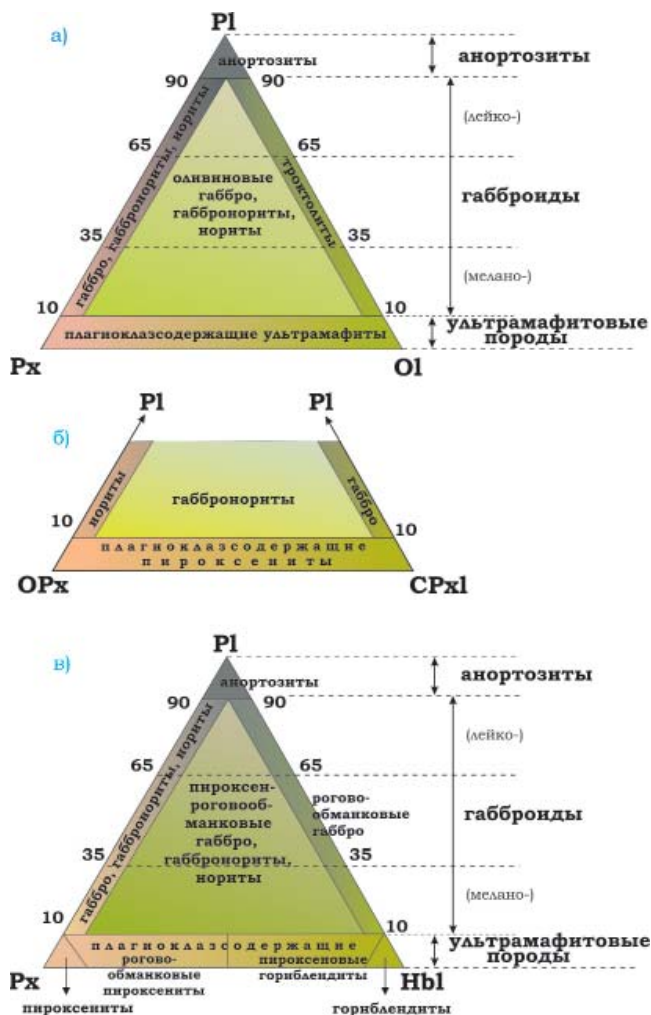 а)
Pl
анортозиты
анортозиты
90
90
(лейко-)
65
65
габбро, габбронориты, нориты
троктолиты
оливиновые
габбро,
габбронориты,
нориты
габброиды
35
35
(мелано-)
10
10
плагиоклазсодержащие ультрамафиты
ультрамафитовые
породы
Px
Ol
Pl
Pl
б)
нориты
габбронориты
габбро
10
10
плагиоклазсодержащие
пироксениты
OPx
CPxl
в)
Pl
анортозиты
анортозиты
90
90
(лейко-)
65
65
габбро, габбронориты, нориты
пироксен-
роговооб-
манковые
габбро,
габбронориты,
нориты
рогово-
обманковые
габбро
габброиды
35
35
(мелано-)
10
10
плагиоклазсодержащие
рогово-
обманковые
пироксениты
пироксеновые
горнблендиты
ультрамафитовые
породы
Px
Hbl
пироксениты
горнблендиты